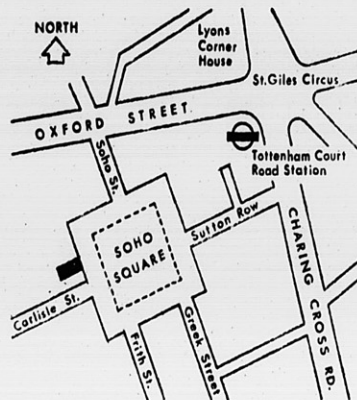 NORTH
Lyons
Corner
House
St. Giles Circus
OXFORD STREET.
Tottenham Court
Road Station
Soho St.
SOHO
SQUARE
Sutton Row
CHARING CROSS RD.
Carlisle St.
Frith St.
Greek Street